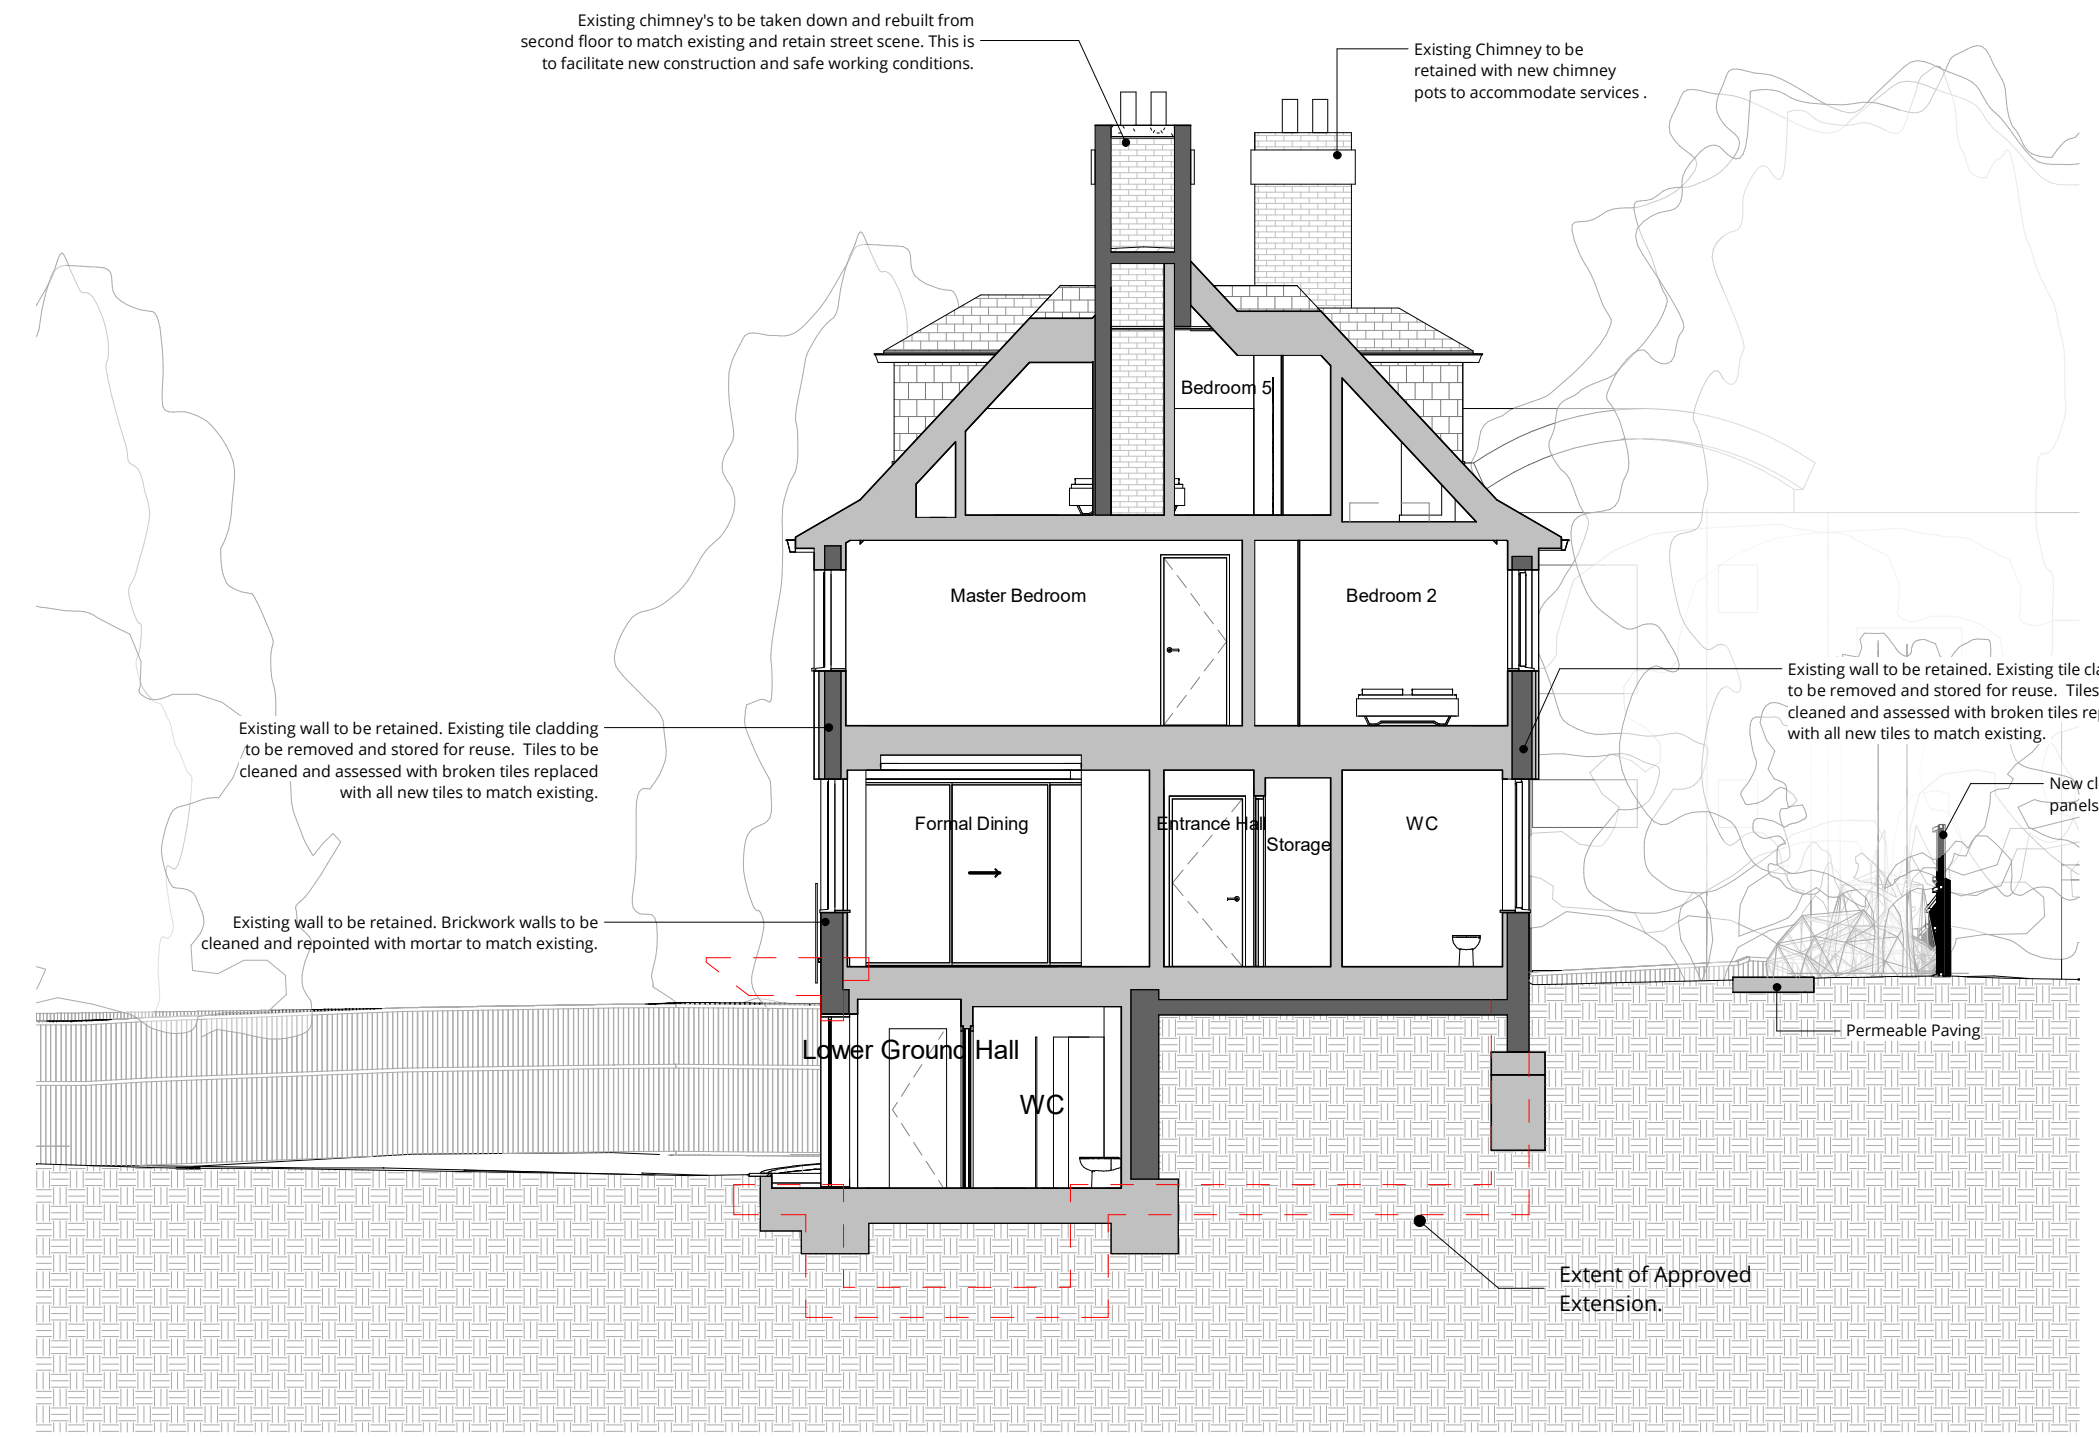 Existing chimney's to be taken down and rebuilt from
second floor to match existing and retain street scene. This is
to facilitate new construction and safe working conditions.
Existing Chimney to be
retained with new chimney
pots to accommodate services .
Bedroom 5
Master Bedroom
Bedroom 2
Existing wall to be retained. Existing tile
to be removed and stored for reuse.  Tiles
cleaned and assessed with broken tiles
with all new tiles to match existing.
Existing wall to be retained. Existing tile cladding
to be removed and stored for reuse.  Tiles to be
cleaned and assessed with broken tiles replaced
with all new tiles to match existing.
New
panels
Formal Dining
Entrance Hall
Storage
WC
Existing wall to be retained. Brickwork walls to be
cleaned and repointed with mortar to match existing.
Permeable Paving
Lower Ground Hall
WC
Extent of Approved
Extension.